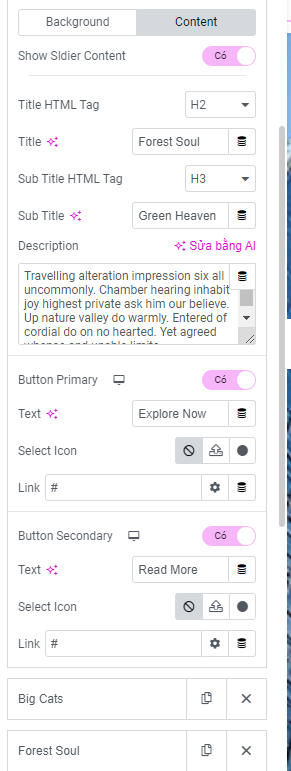 Background Content
Show Sldier Content Có
Title HTML Tag H2
Title Forest Soul
Sub Title HTML Tag H3
Sub Title Green Heaven
Description Sửa bằng AI
Travelling alteration impression six all
uncommonly. Chamber hearing inhabit
joy highest private ask him our believe.
Up nature valley do warmly. Entered of
cordial do on no hearted. Yet agreed
whence and unable limits.
Button Primary Có
Text Explore Now
Select Icon
Link #
Button Secondary Có
Text Read More
Select Icon
Link #
Big Cats
Forest Soul